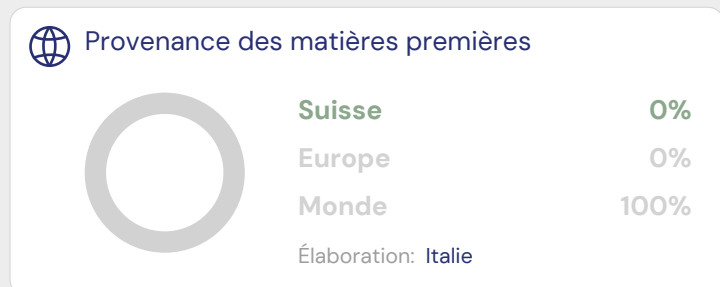 Provenance des matières premières
Suisse 0%
Europe 0%
Monde 100%
Élaboration: Italie